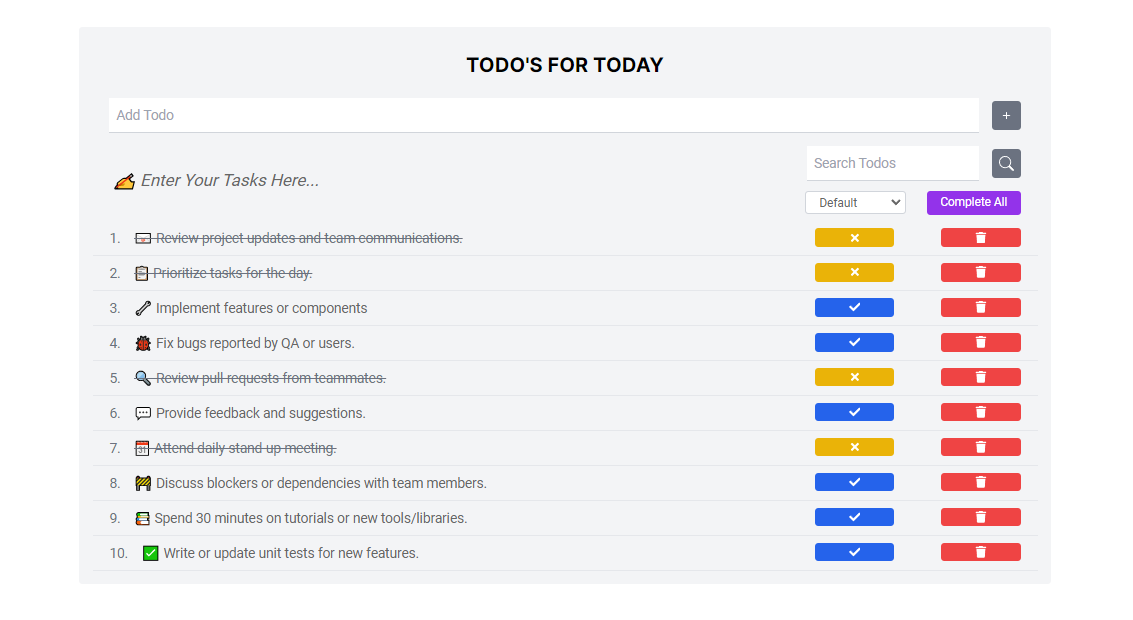 TODO'S FOR TODAY
Add Todo
+
Search Todos
✍️ Enter Your Tasks Here...
Default
Complete All
1. Review project updates and team communications.
2. 📋 Prioritize tasks for the day.
3. 🔧 Implement features or components
4. 🐞 Fix bugs reported by QA or users.
5. 🔍 Review pull requests from teammates.
6. 💬 Provide feedback and suggestions.
7. 📅 Attend daily stand up meeting.
8. 🚧 Discuss blockers or dependencies with team members.
9. 📚 Spend 30 minutes on tutorials or new tools/libraries.
10. ✅ Write or update unit tests for new features.